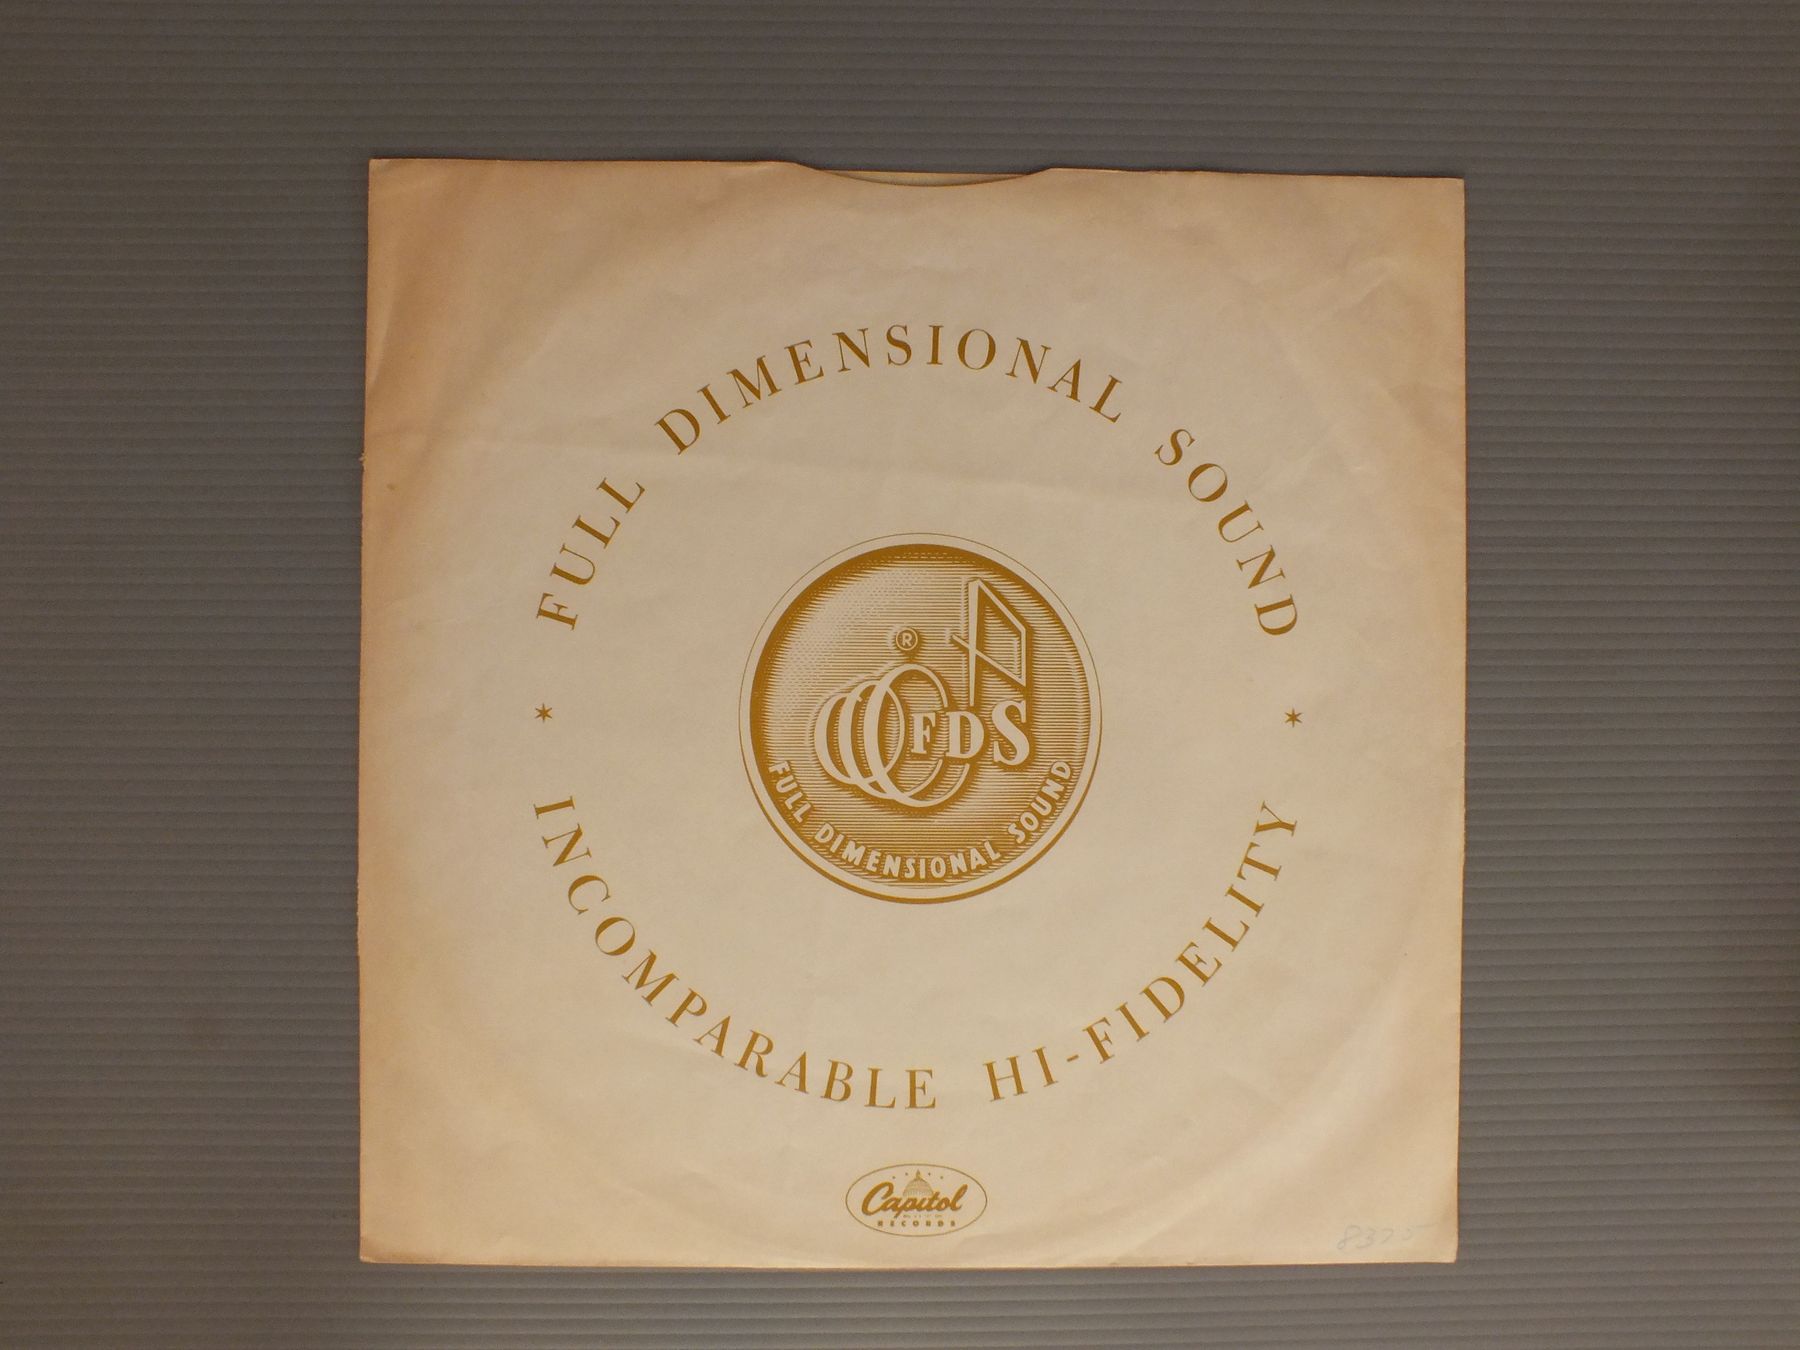 FULL DIMENSIONAL SOUND
®
FDS
FULL DIMENSIONAL SOUND
* INCOMPARABLE HI-FIDELITY *
Capitol
RECORDS
8375